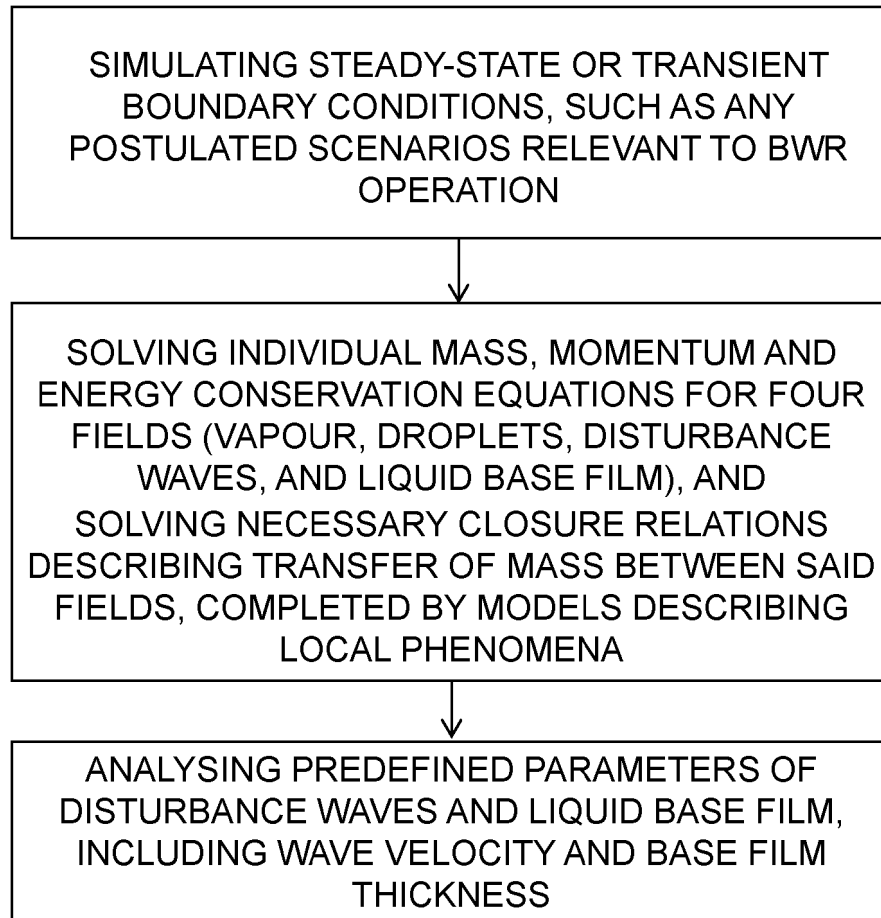 SIMULATING STEADY-STATE OR TRANSIENT
BOUNDARY CONDITIONS, SUCH AS ANY
POSTULATED SCENARIOS RELEVANT TO BWR
OPERATION
SOLVING INDIVIDUAL MASS, MOMENTUM AND
ENERGY CONSERVATION EQUATIONS FOR FOUR
FIELDS (VAPOUR, DROPLETS, DISTURBANCE
WAVES, AND LIQUID BASE FILM), AND
SOLVING NECESSARY CLOSURE RELATIONS
DESCRIBING TRANSFER OF MASS BETWEEN SAID
FIELDS, COMPLETED BY MODELS DESCRIBING
LOCAL PHENOMENA
ANALYSING PREDEFINED PARAMETERS OF
DISTURBANCE WAVES AND LIQUID BASE FILM,
INCLUDING WAVE VELOCITY AND BASE FILM
THICKNESS